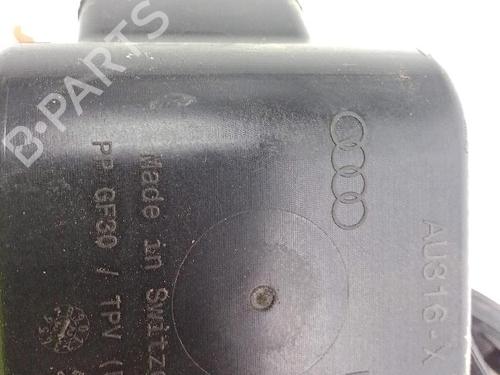 B-PARTS
AU316-X
Made in Switz
PP GF30 / TPV (